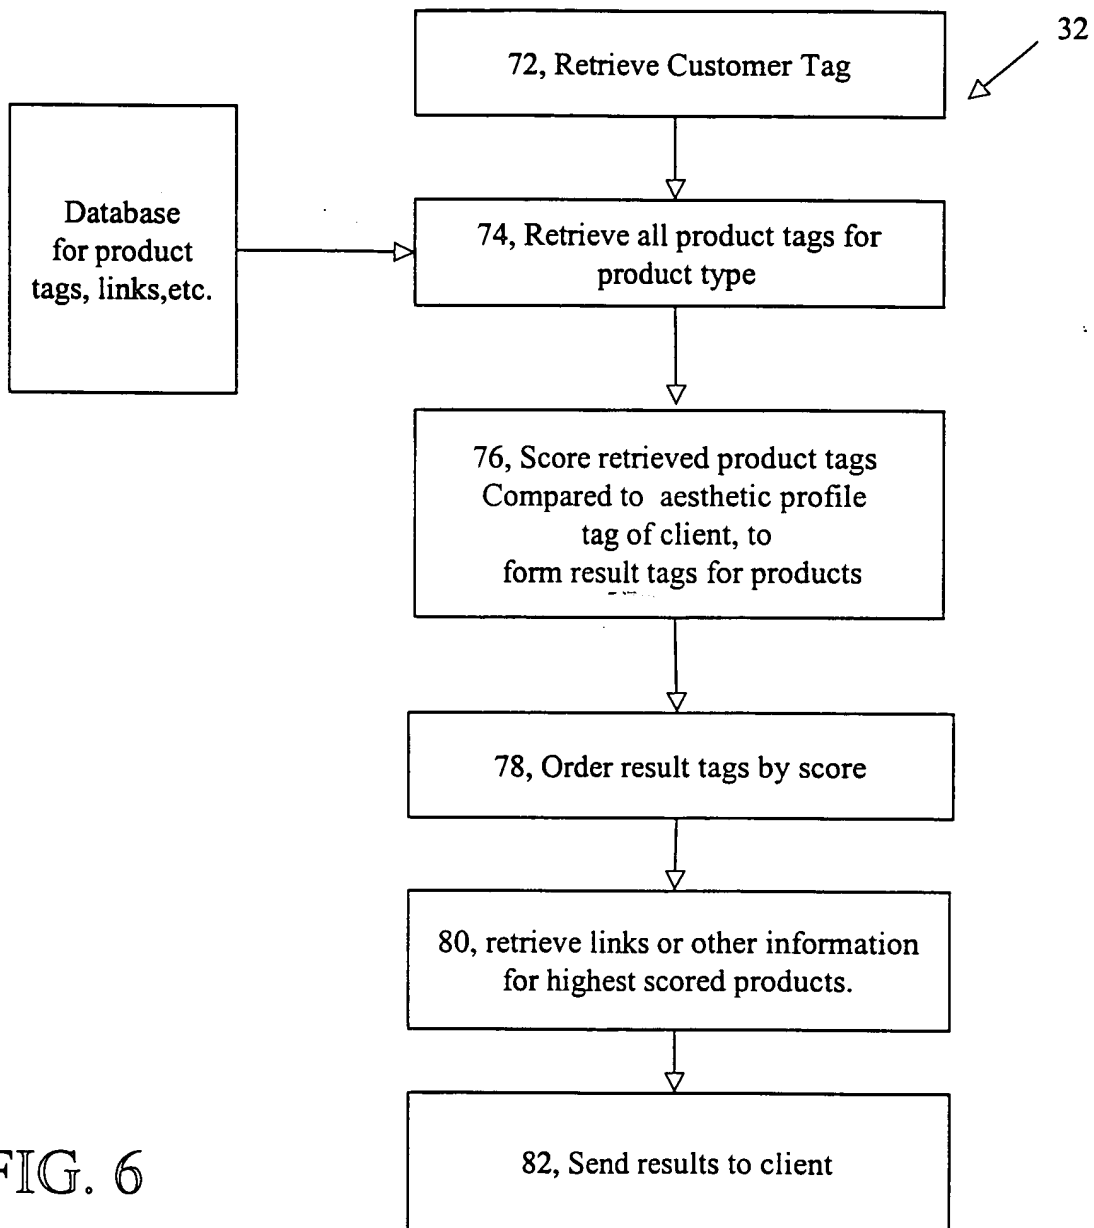 32
72, Retrieve Customer Tag
Database
for product
tags, links,etc.
74, Retrieve all product tags for
product type
76, Score retrieved product tags
Compared to aesthetic profile
tag of client, to
form result tags for products
78, Order result tags by score
80, retrieve links or other information
for highest scored products.
82, Send results to client
FIG. 6